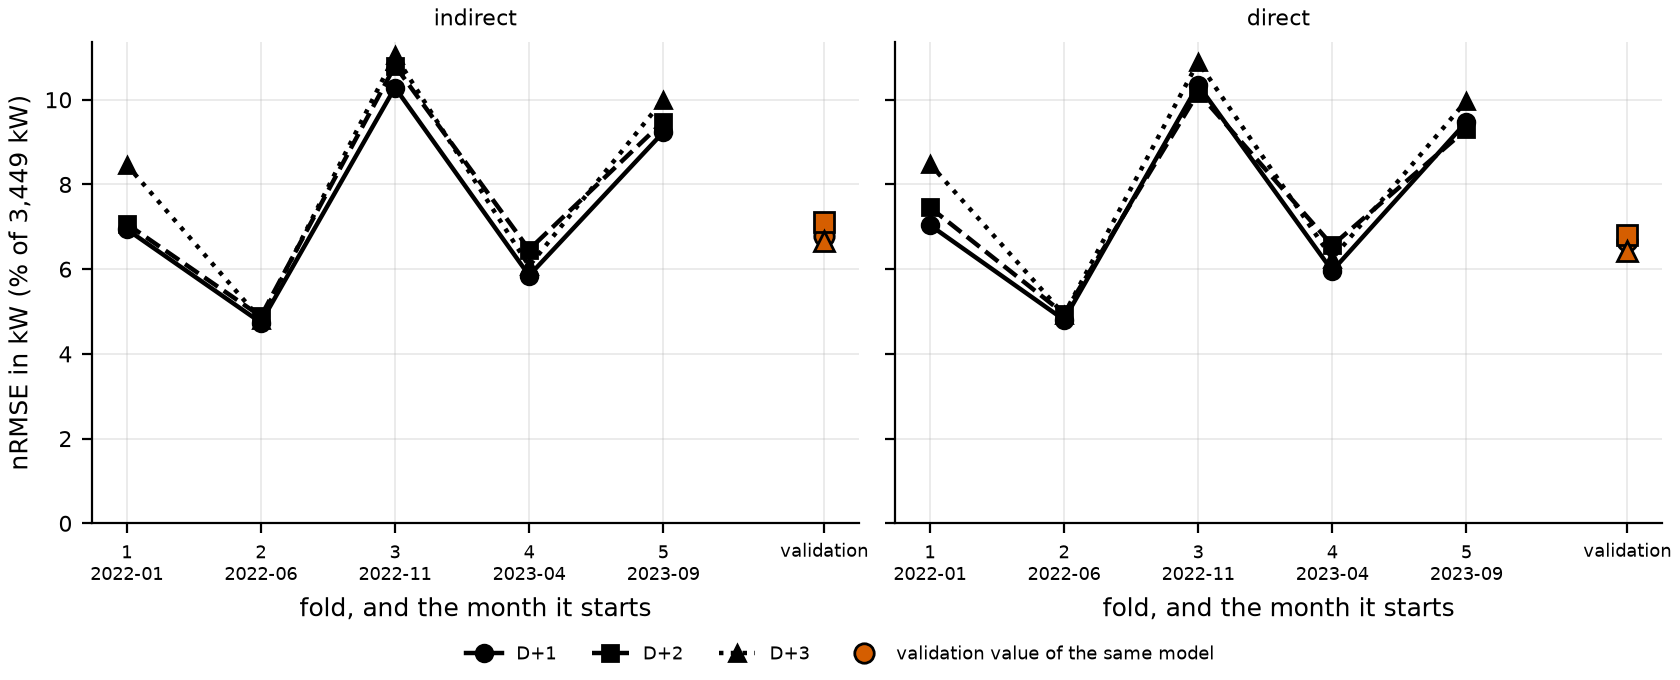 indirect
direct
nRMSE in kW (% of 3,449 kW)
10
8
6
4
2
0
1 2 3 4 5 validation
2022-01 2022-06 2022-11 2023-04 2023-09
1 2 3 4 5 validation
2022-01 2022-06 2022-11 2023-04 2023-09
fold, and the month it starts
fold, and the month it starts
D+1 D+2 D+3 validation value of the same model